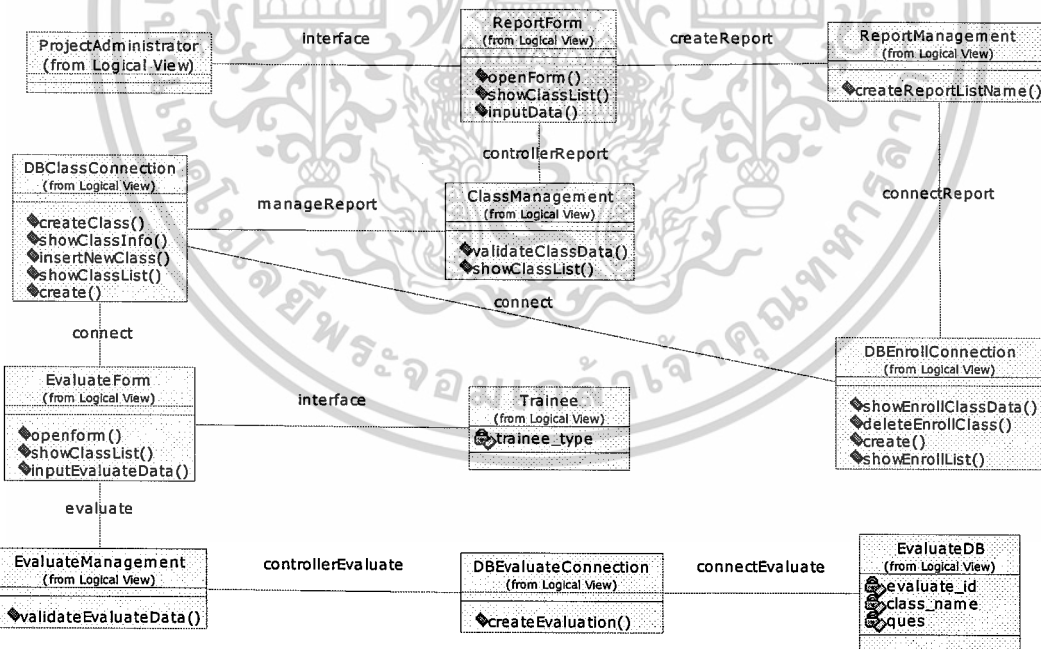 ProjectAdministrator
(from Logical View)
interface
ReportForm
(from Logical View)
openForm()
showClassList()
inputData()
createReport
ReportManagement
(from Logical View)
createReportListName()
controllerReport
connectReport
DBClassConnection
(from Logical View)
createClass()
showClassInfo()
insertNewClass()
showClassList()
create()
manageReport
ClassManagement
(from Logical View)
validateClassData()
showClassList()
connect
connect
DBEnrollConnection
(from Logical View)
showEnrollClassData()
deleteEnrollClass()
create()
showEnrollList()
EvaluateForm
(from Logical View)
openform()
showClassList()
inputEvaluateData()
interface
Trainee
(from Logical View)
trainee_type
evaluate
EvaluateManagement
(from Logical View)
validateEvaluateData()
controllerEvaluate
DBEvaluateConnection
(from Logical View)
createEvaluation()
connectEvaluate
EvaluateDB
(from Logical View)
evaluate_id
class_name
ques